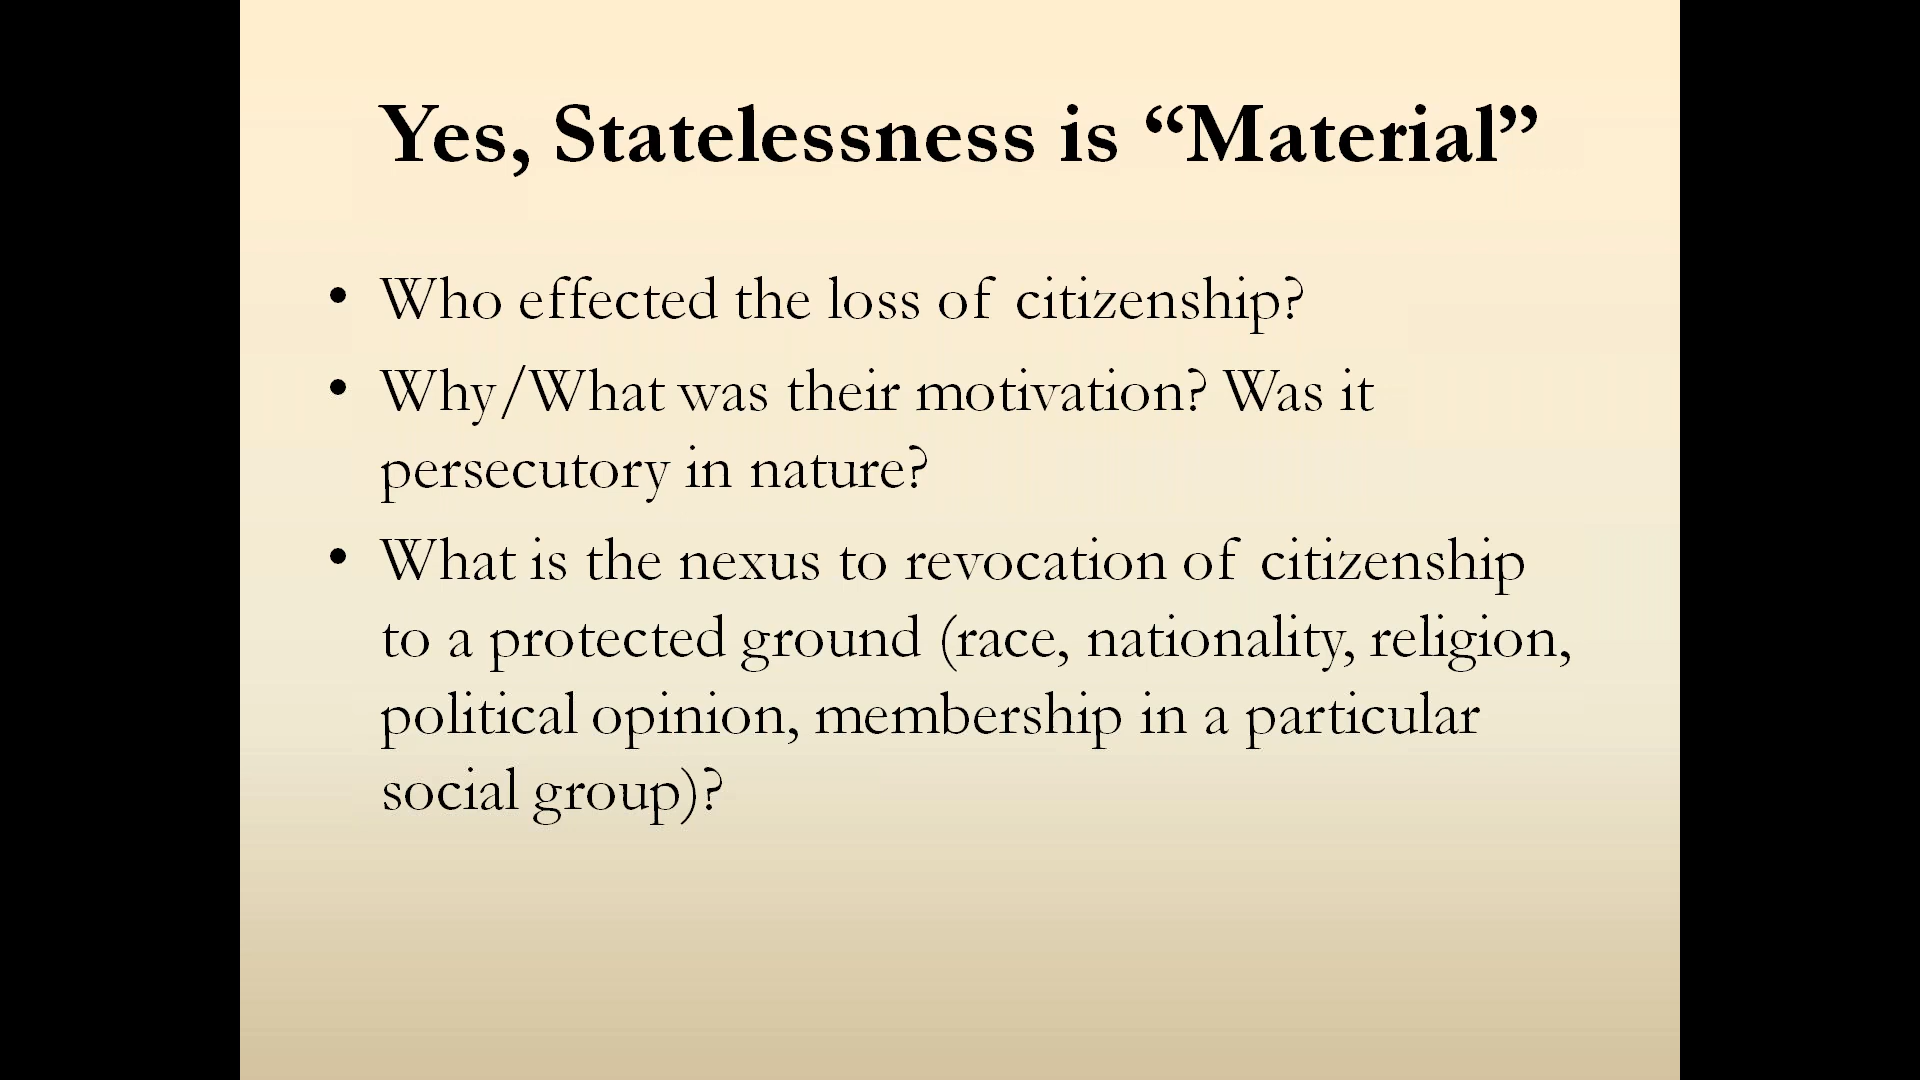 Yes, Statelessness is “Material”
• Who effected the loss of citizenship?
• Why/What was their motivation? Was it
persecutory in nature?
• What is the nexus to revocation of citizenship
to a protected ground (race, nationality, religion,
political opinion, membership in a particular
social group)?